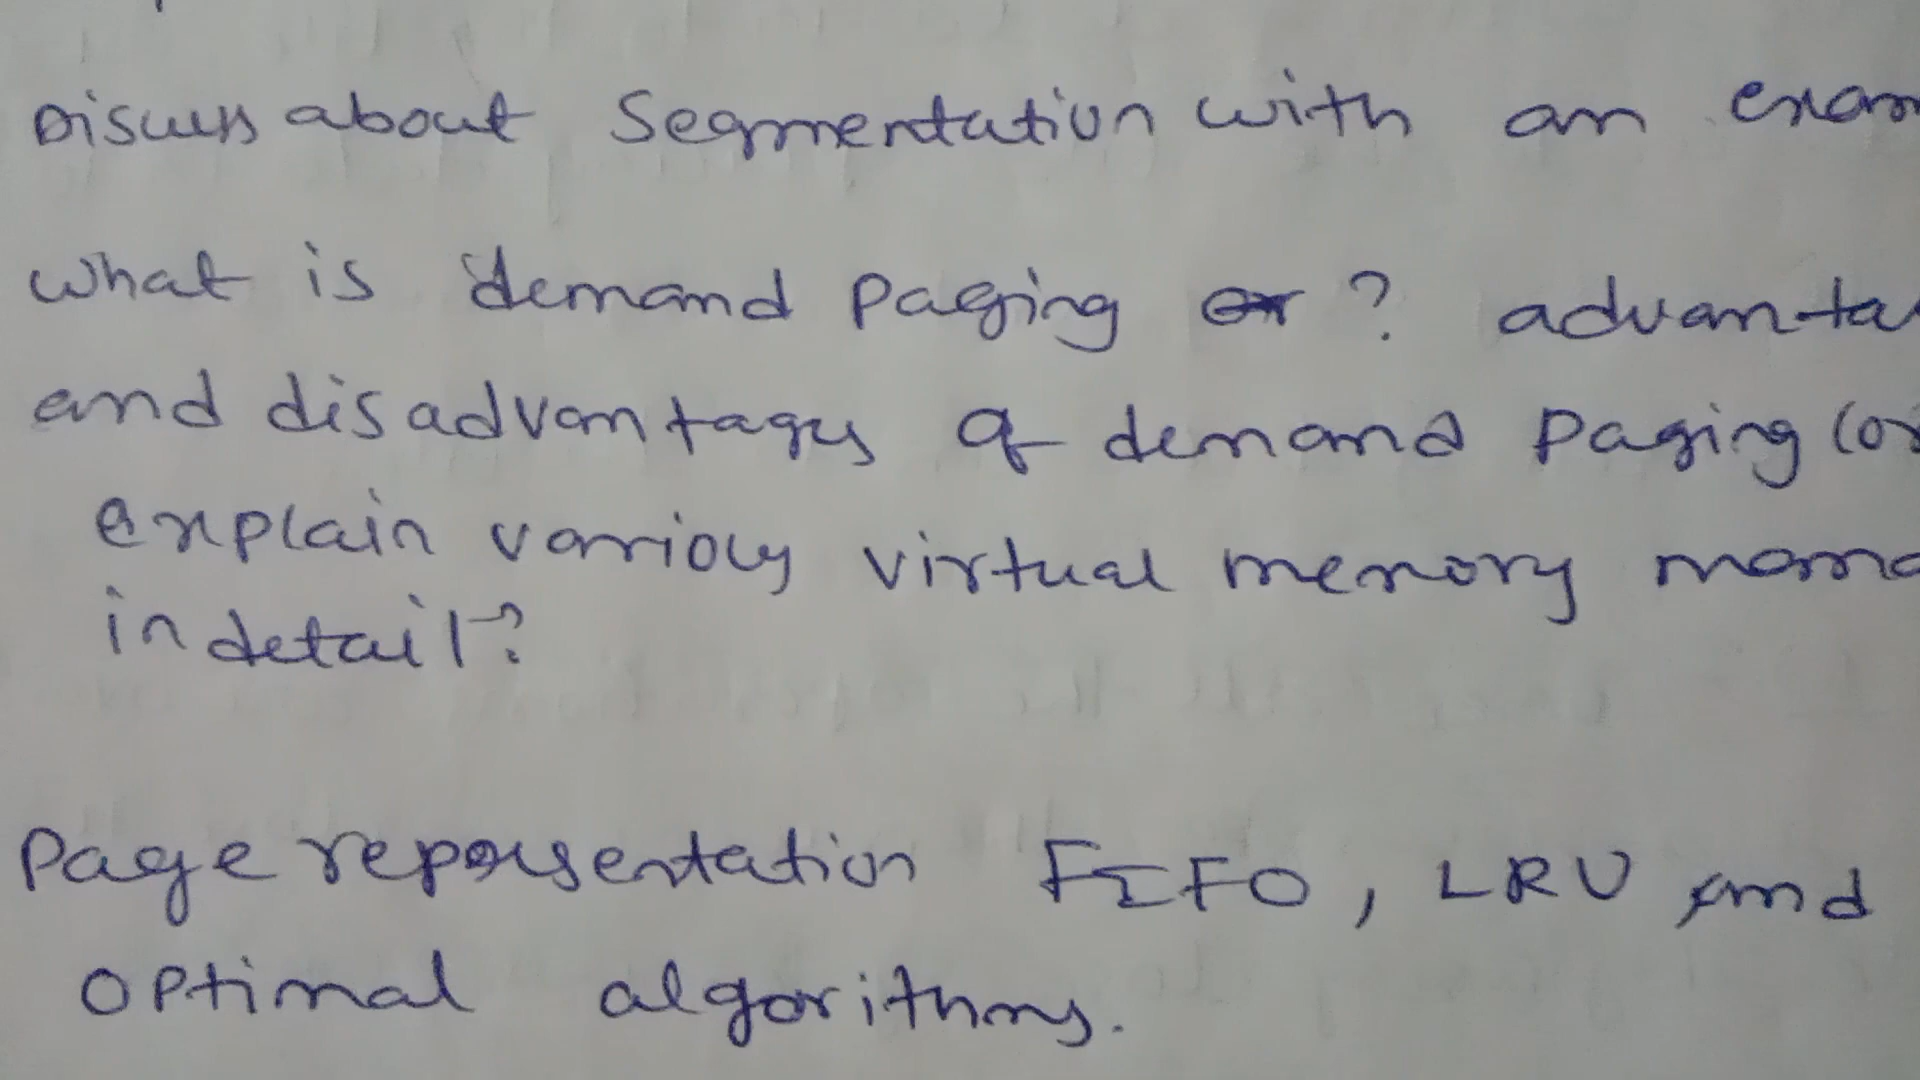 Discuss about Segmentation with an exam
what is demand Paging or ? advanta
and disadvantages of demand Paging (or
explain various virtual memory mana
in detail?
Page representation FIFO, LRU and
optimal algorithms.